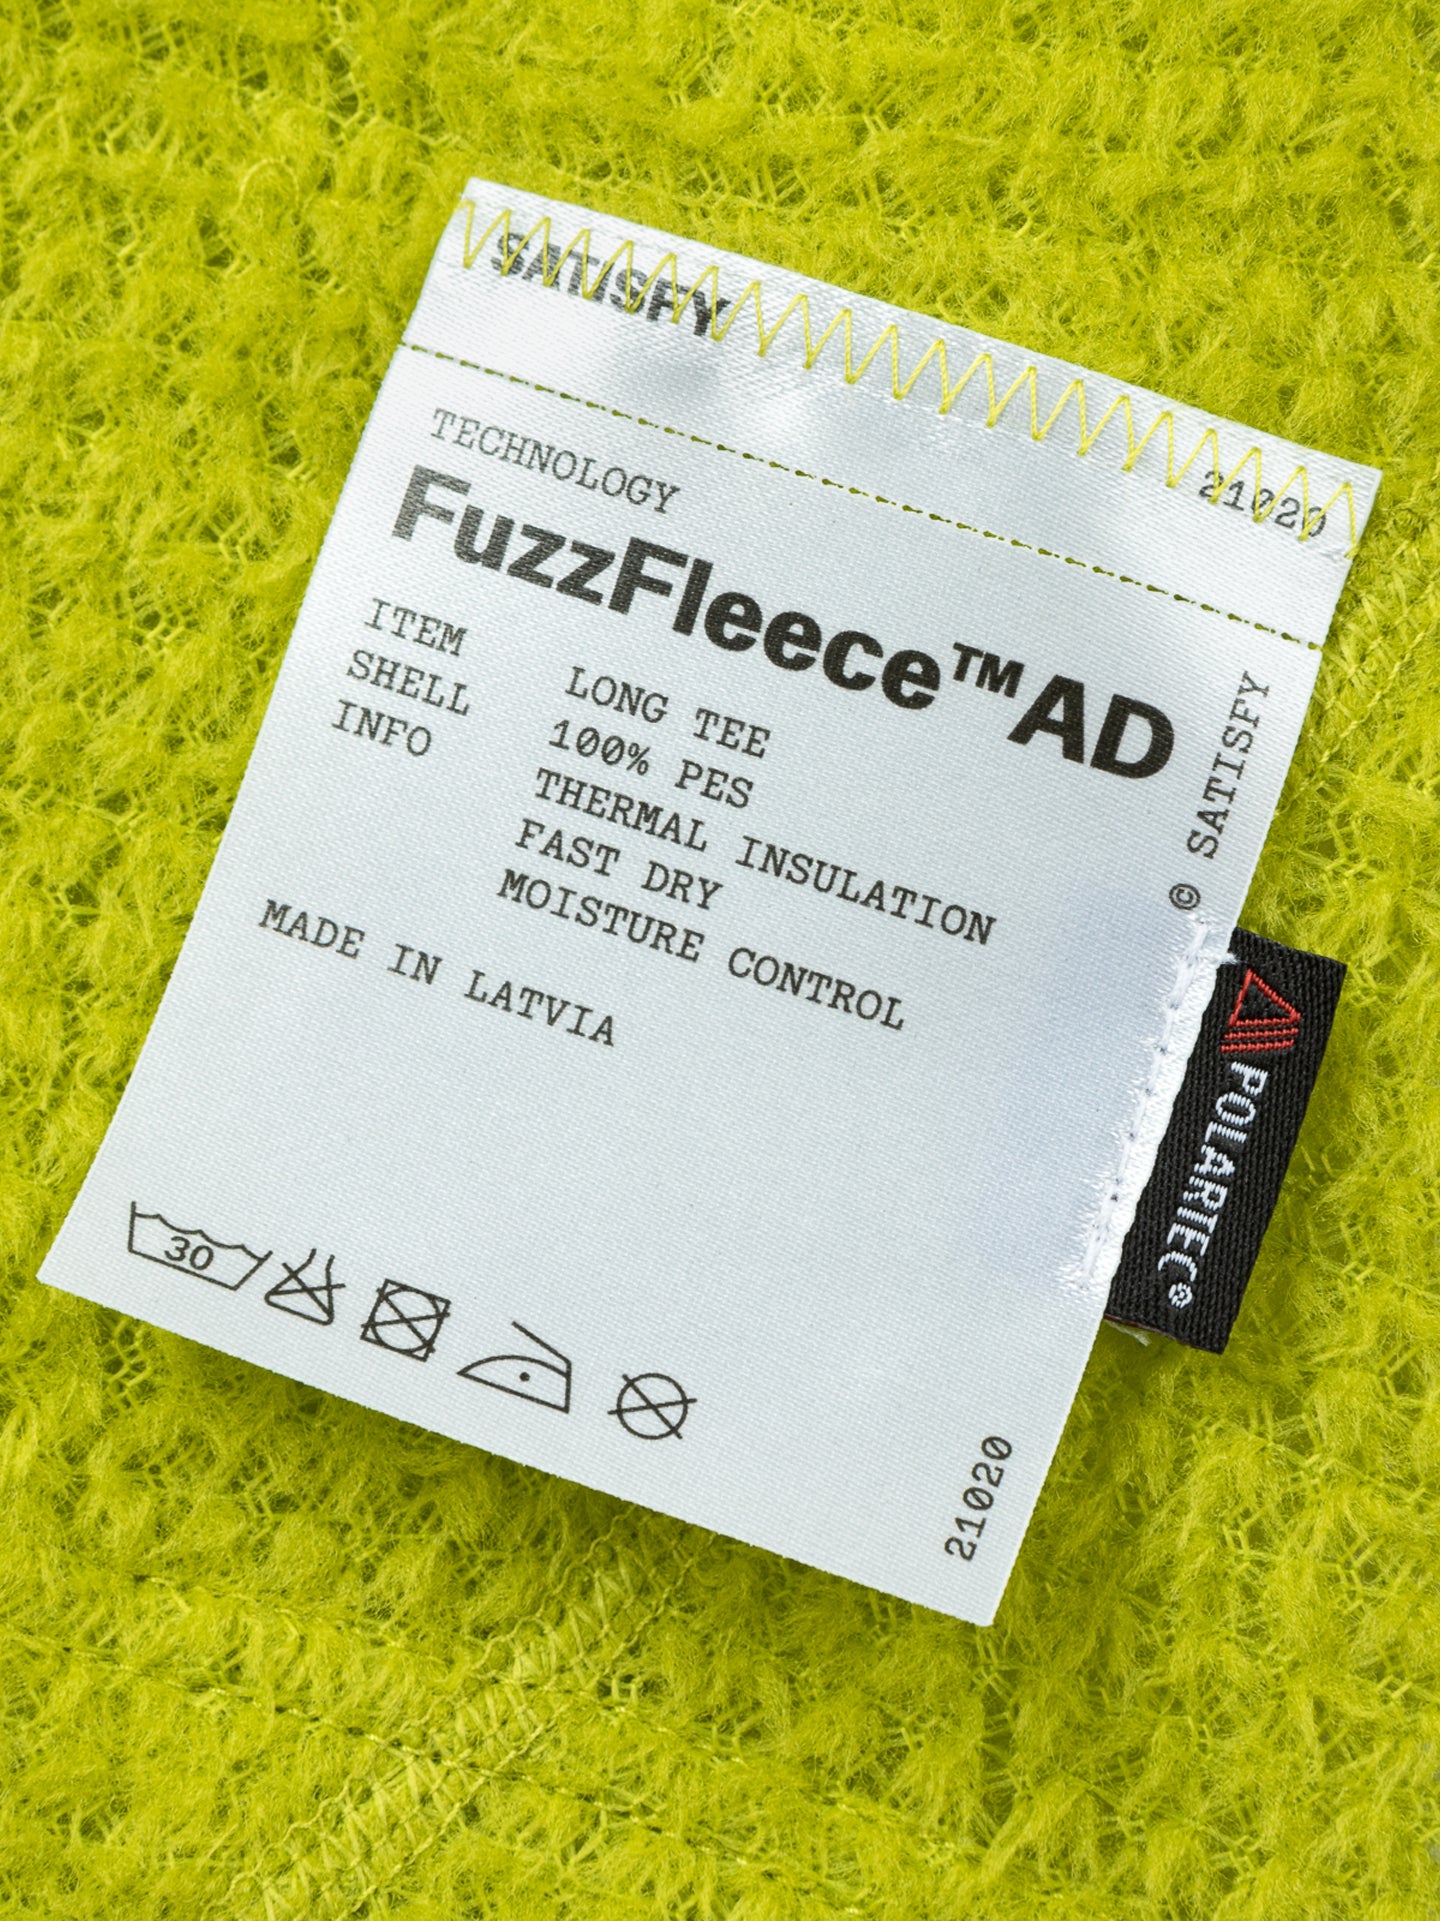 SATISFY
21020
TECHNOLOGY
FuzzFleece™AD
ITEM LONG TEE
SHELL 100% PES
INFO THERMAL INSULATION
FAST DRY
MOISTURE CONTROL
MADE IN LATVIA
© SATISFY
POLARTEC®
30
21020